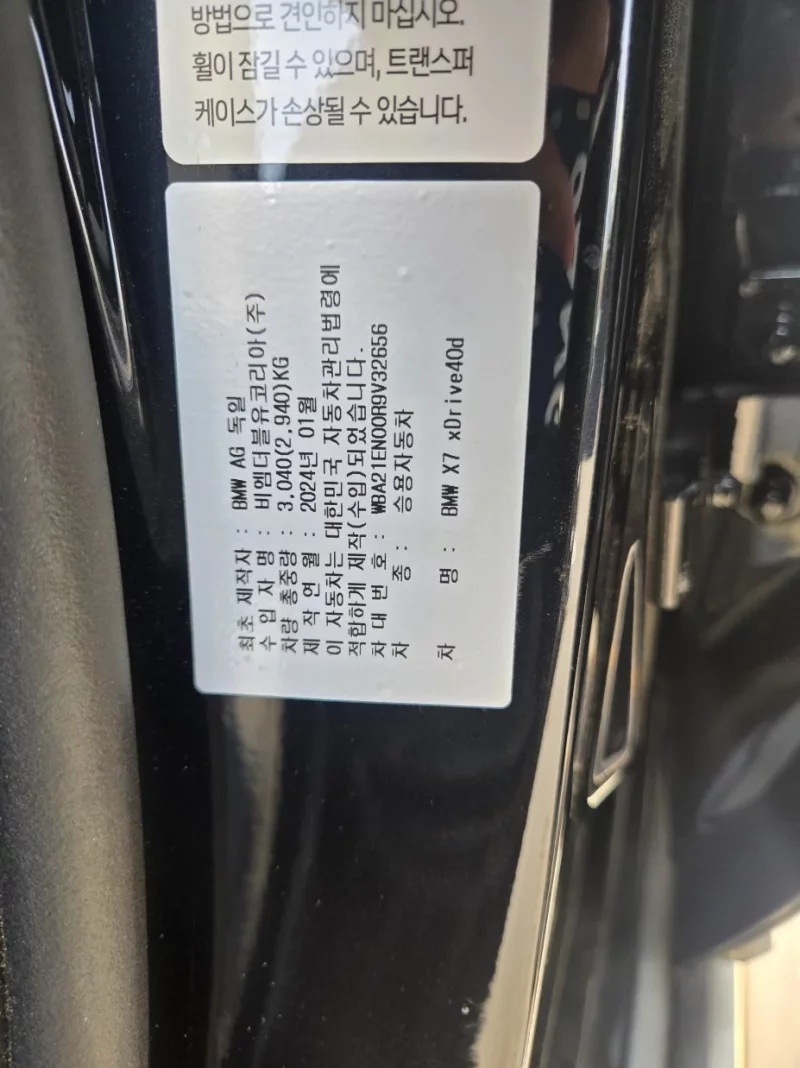 방법으로 견인하지 마십시오.
휠이 잠길 수 있으며, 트랜스퍼
케이스가 손상될 수 있습니다.
최초 제작자 : BMW AG 독일
수 입 자 명 : 비엠더블유코리아(주)
차량 총중량 : 3,040(2,940)KG
제 작 연 월 : 2024년 01월
이 자동차는 대한민국 자동차관리법령에
적합하게 제작(수입)되었습니다.
차 대 번 호 : WBA21EN00R9V32656
차 종 : 승용자동차
차 명 : BMW X7 xDrive40d